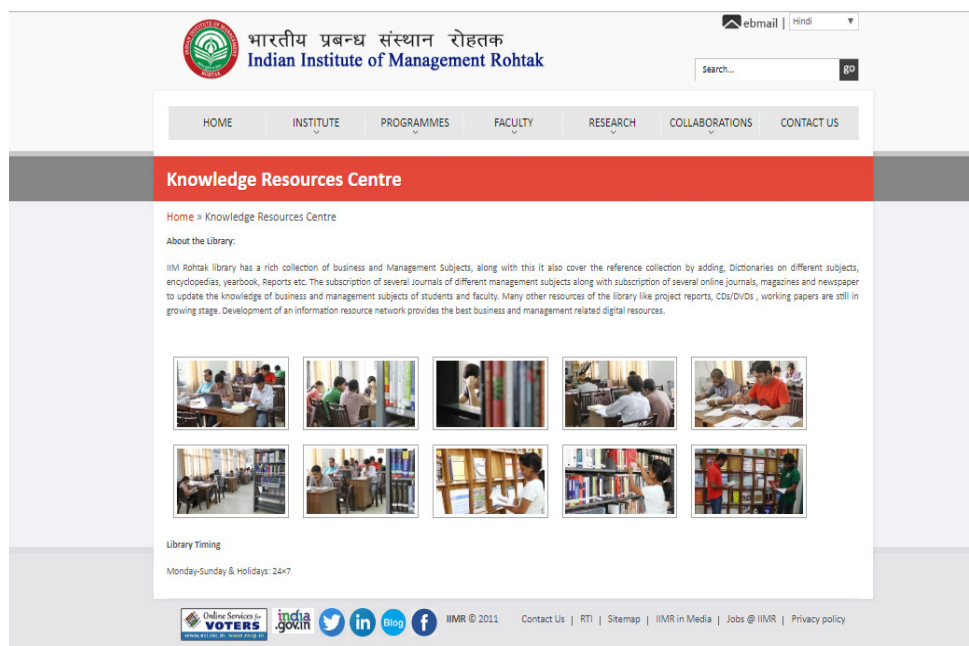 ebmail | Hindi
भारतीय प्रबन्ध संस्थान रोहतक
Indian Institute of Management Rohtak
Search... go
HOME INSTITUTE PROGRAMMES FACULTY RESEARCH COLLABORATIONS CONTACT US
Knowledge Resources Centre
Home » Knowledge Resources Centre
About the Library:
IIM Rohtak library has a rich collection of business and Management Subjects, along with this it also cover the reference collection by adding, Dictionaries on different subjects,
encyclopedias, yearbook, Reports etc. The subscription of several Journals of different management subjects along with subscription of several online journals, magazines and newspaper
to update the knowledge of business and management subjects of students and faculty. Many other resources of the library like project reports, CDs/DVDs , working papers are still in
growing stage. Development of an information resource network provides the best business and management related digital resources.
Library Timing
Monday-Sunday & Holidays: 24×7
Online Services for
VOTERS
india
.gov.in
Blog
IIMR © 2011 Contact Us | RTI | Sitemap | IIMR in Media | Jobs @ IIMR | Privacy policy